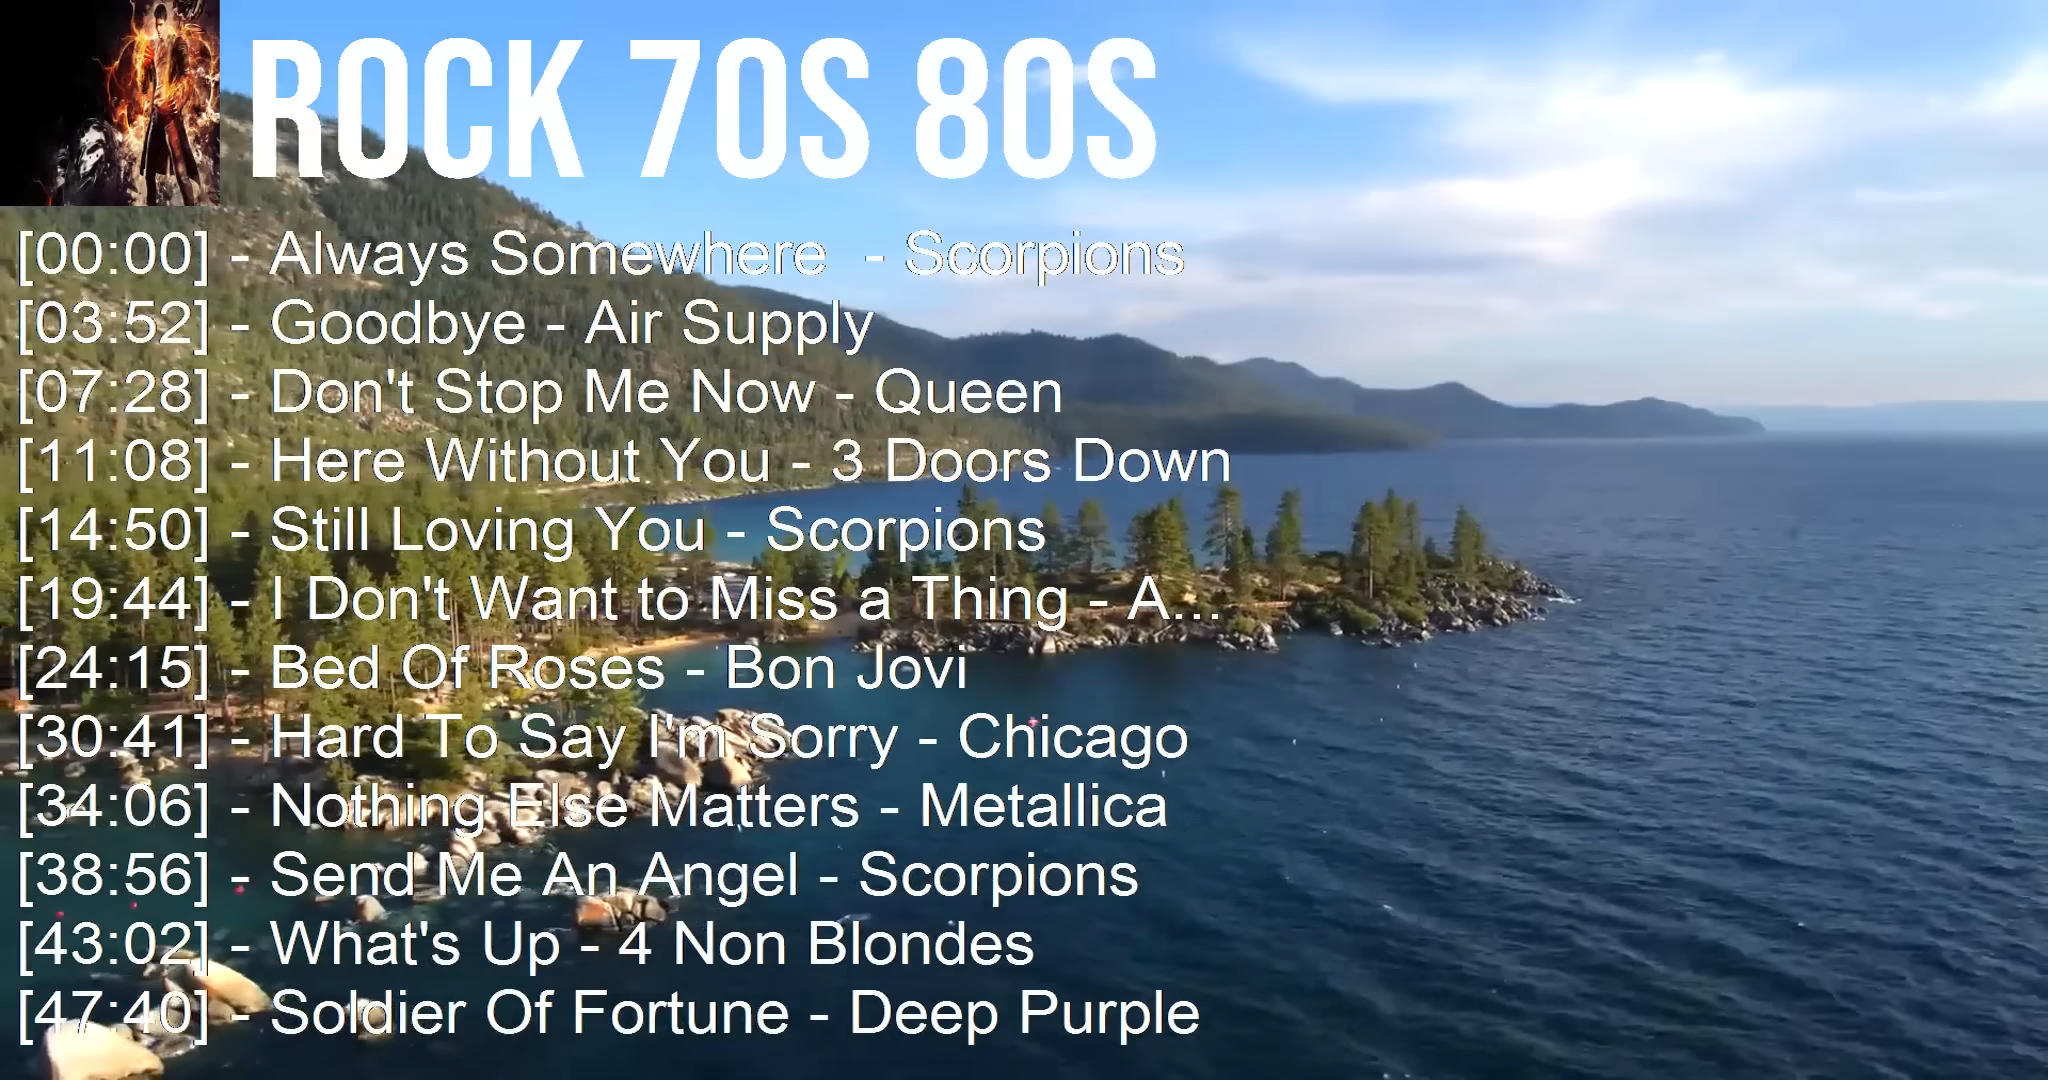 ROCK 70S 80S
[00:00] - Always Somewhere  - Scorpions
[03:52] - Goodbye - Air Supply
[07:28] - Don't Stop Me Now - Queen
[11:08] - Here Without You - 3 Doors Down
[14:50] - Still Loving You - Scorpions
[19:44] - I Don't Want to Miss a Thing - A...
[24:15] - Bed Of Roses - Bon Jovi
[30:41] - Hard To Say I'm Sorry - Chicago
[34:06] - Nothing Else Matters - Metallica
[38:56] - Send Me An Angel - Scorpions
[43:02] - What's Up - 4 Non Blondes
[47:40] - Soldier Of Fortune - Deep Purple